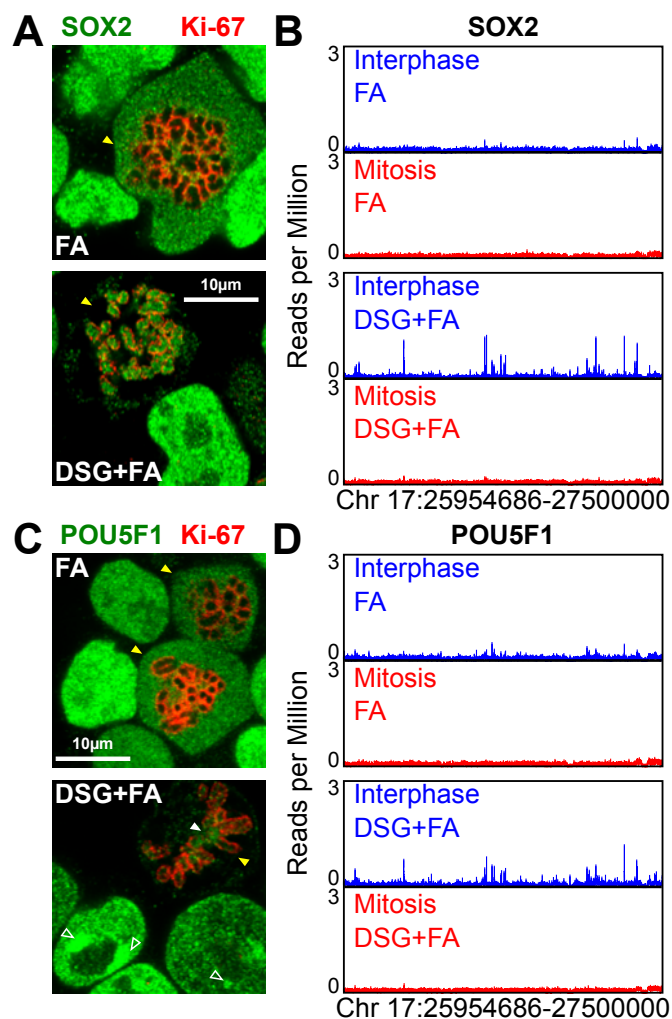 A SOX2 Ki-67
FA
10µm
DSG+FA
B SOX2
Reads per Million
3
Interphase
FA
0
3
Mitosis
FA
0
3
Interphase
DSG+FA
0
3
Mitosis
DSG+FA
0
Chr 17:25954686-27500000
C POU5F1 Ki-67
FA
10µm
DSG+FA
D POU5F1
Reads per Million
3
Interphase
FA
0
3
Mitosis
FA
0
3
Interphase
DSG+FA
0
3
Mitosis
DSG+FA
0
Chr 17:25954686-27500000